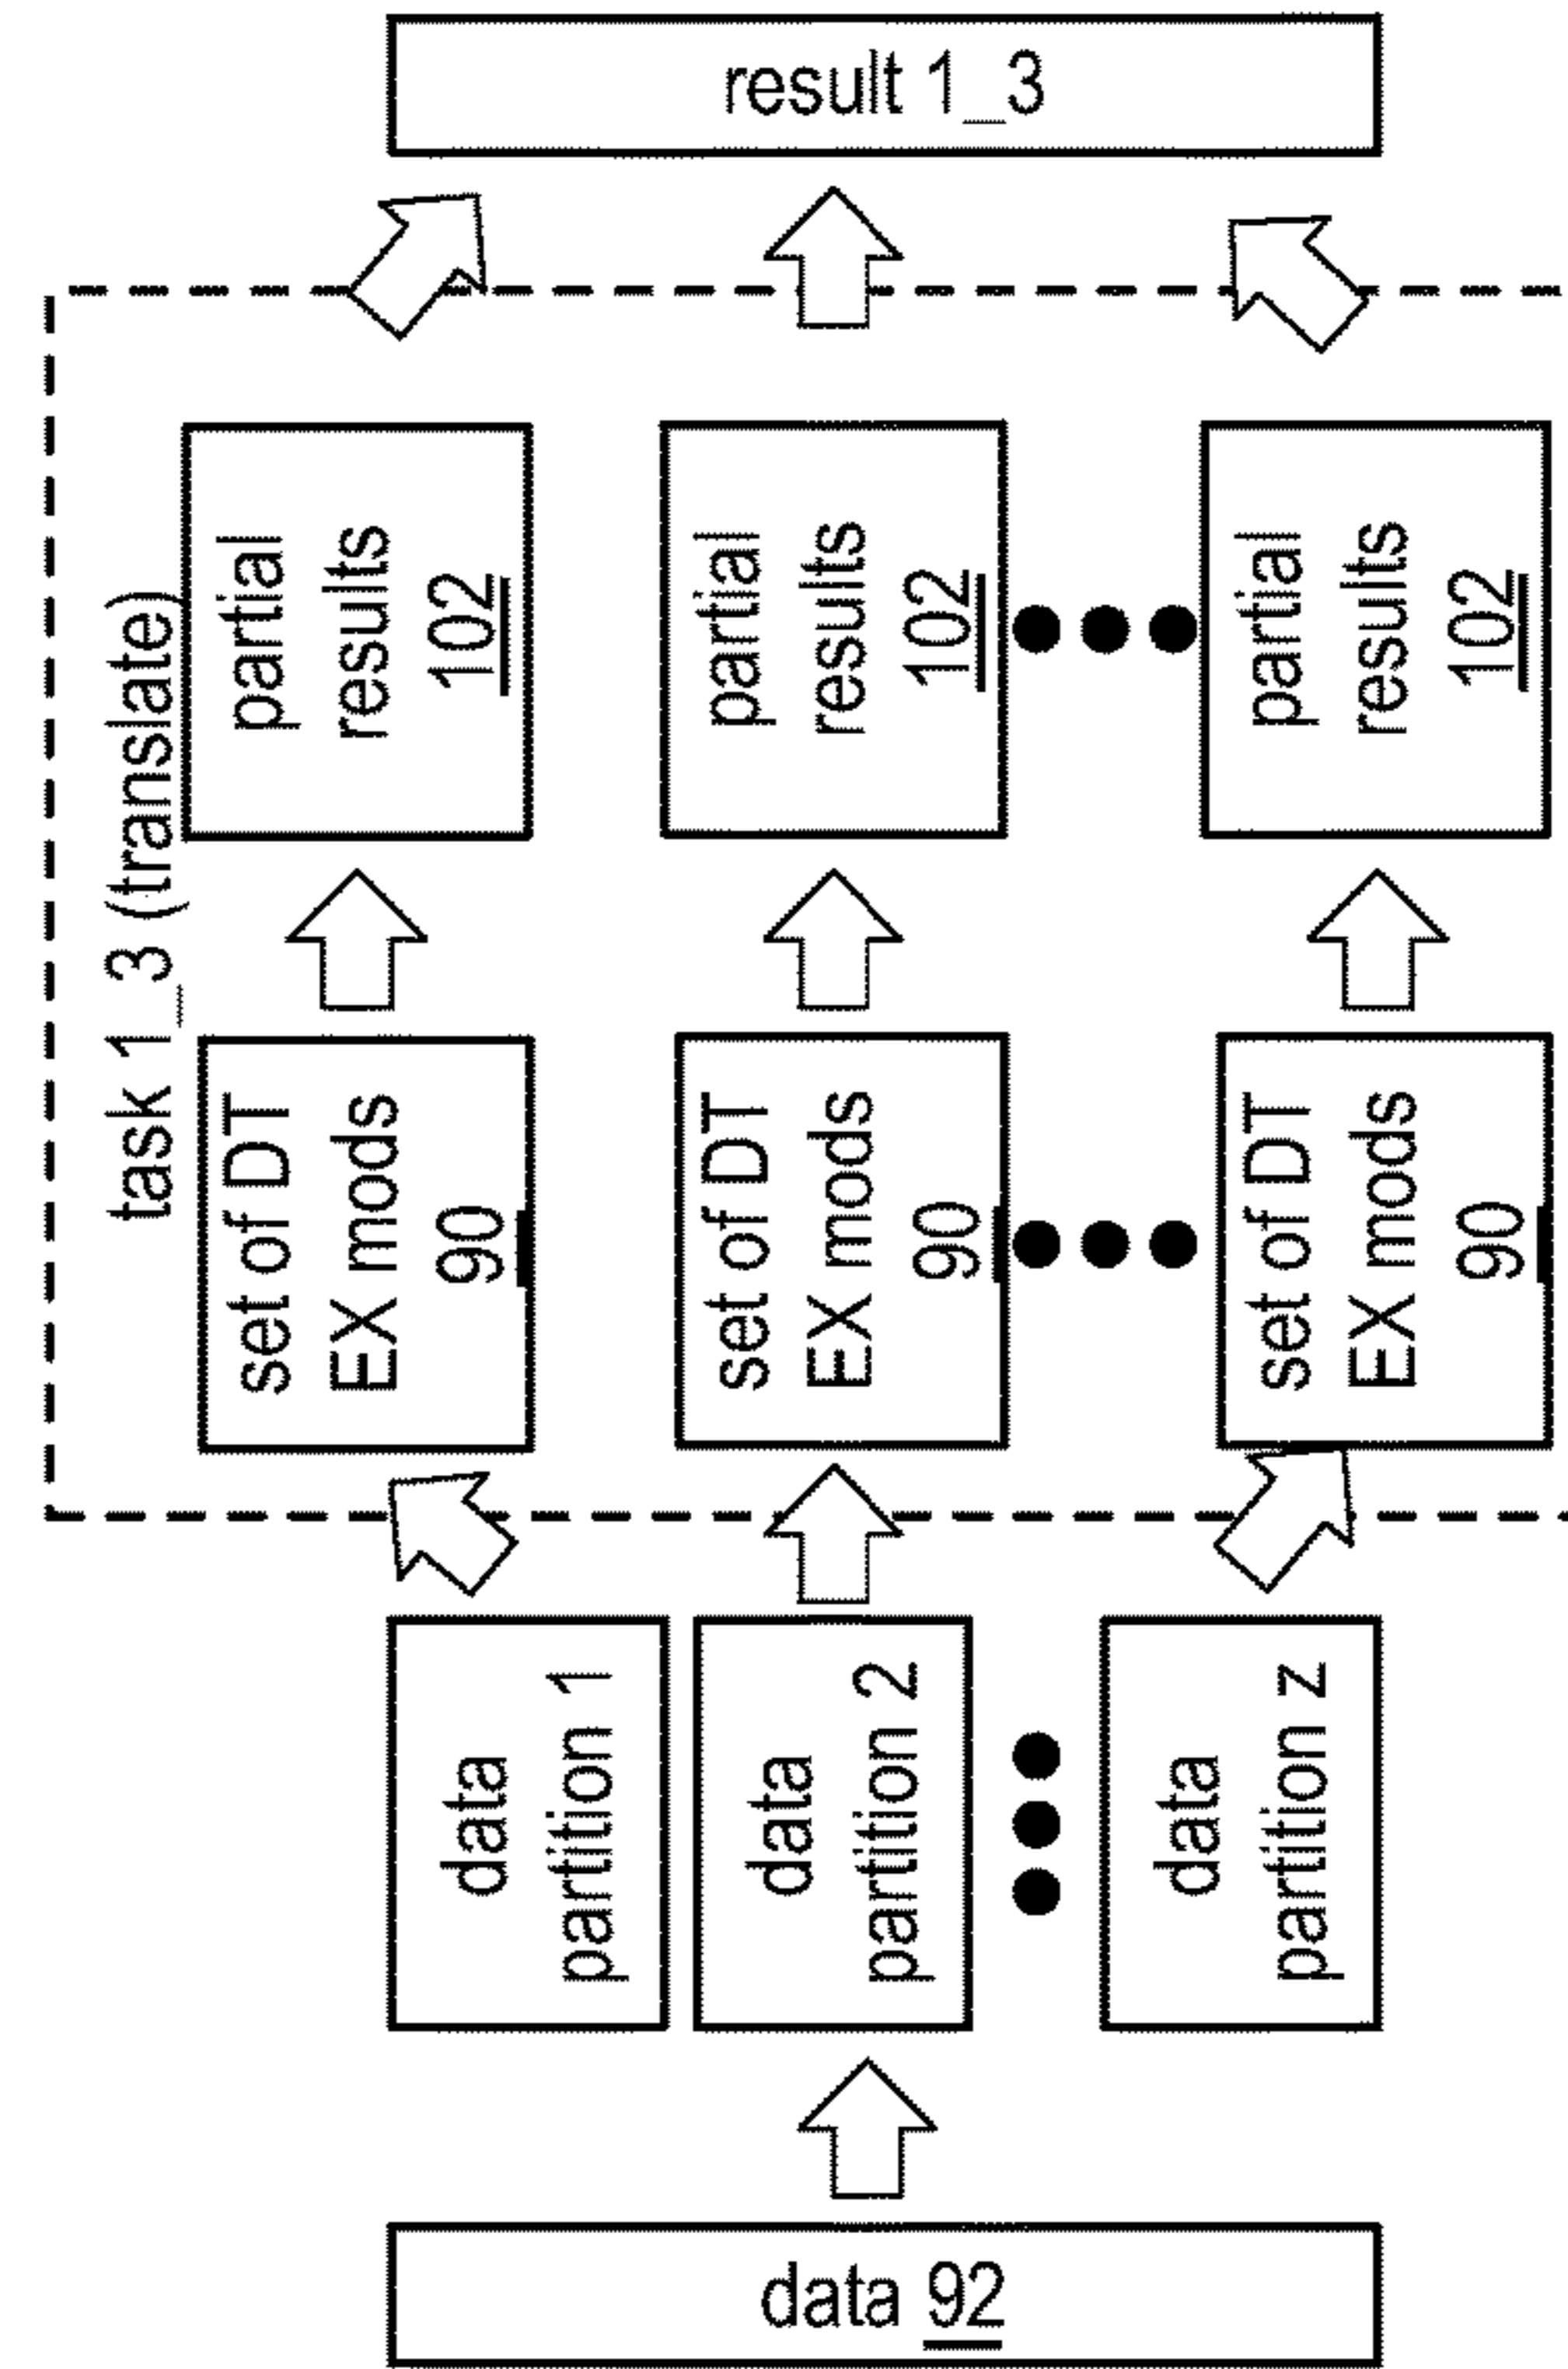 result 1_3
task 1_3 (translate)
partial
results
102
partial
results
102
partial
results
102
set of DT
EX mods
90
set of DT
EX mods
90
set of DT
EX mods
90
data
partition 1
data
partition 2
data
partition z
data 92